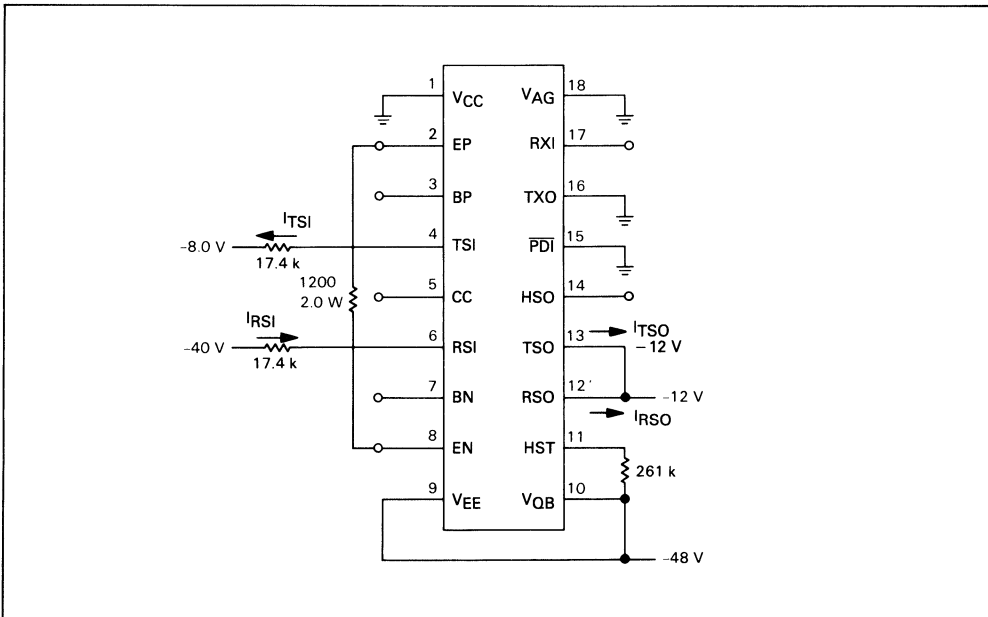 1 VCC VAG 18
2 EP RXI 17
3 BP TXO 16
ITSI
-8.0 V 17.4 k 4 TSI PDI 15
1200
2.0 W
5 CC HSO 14
IRSI
-40 V 17.4 k 6 RSI TSO 13 ITSO
-12 V
7 BN RSO 12 -12 V
IRSO
8 EN HST 11
261 k
9 VEE VQB 10
-48 V